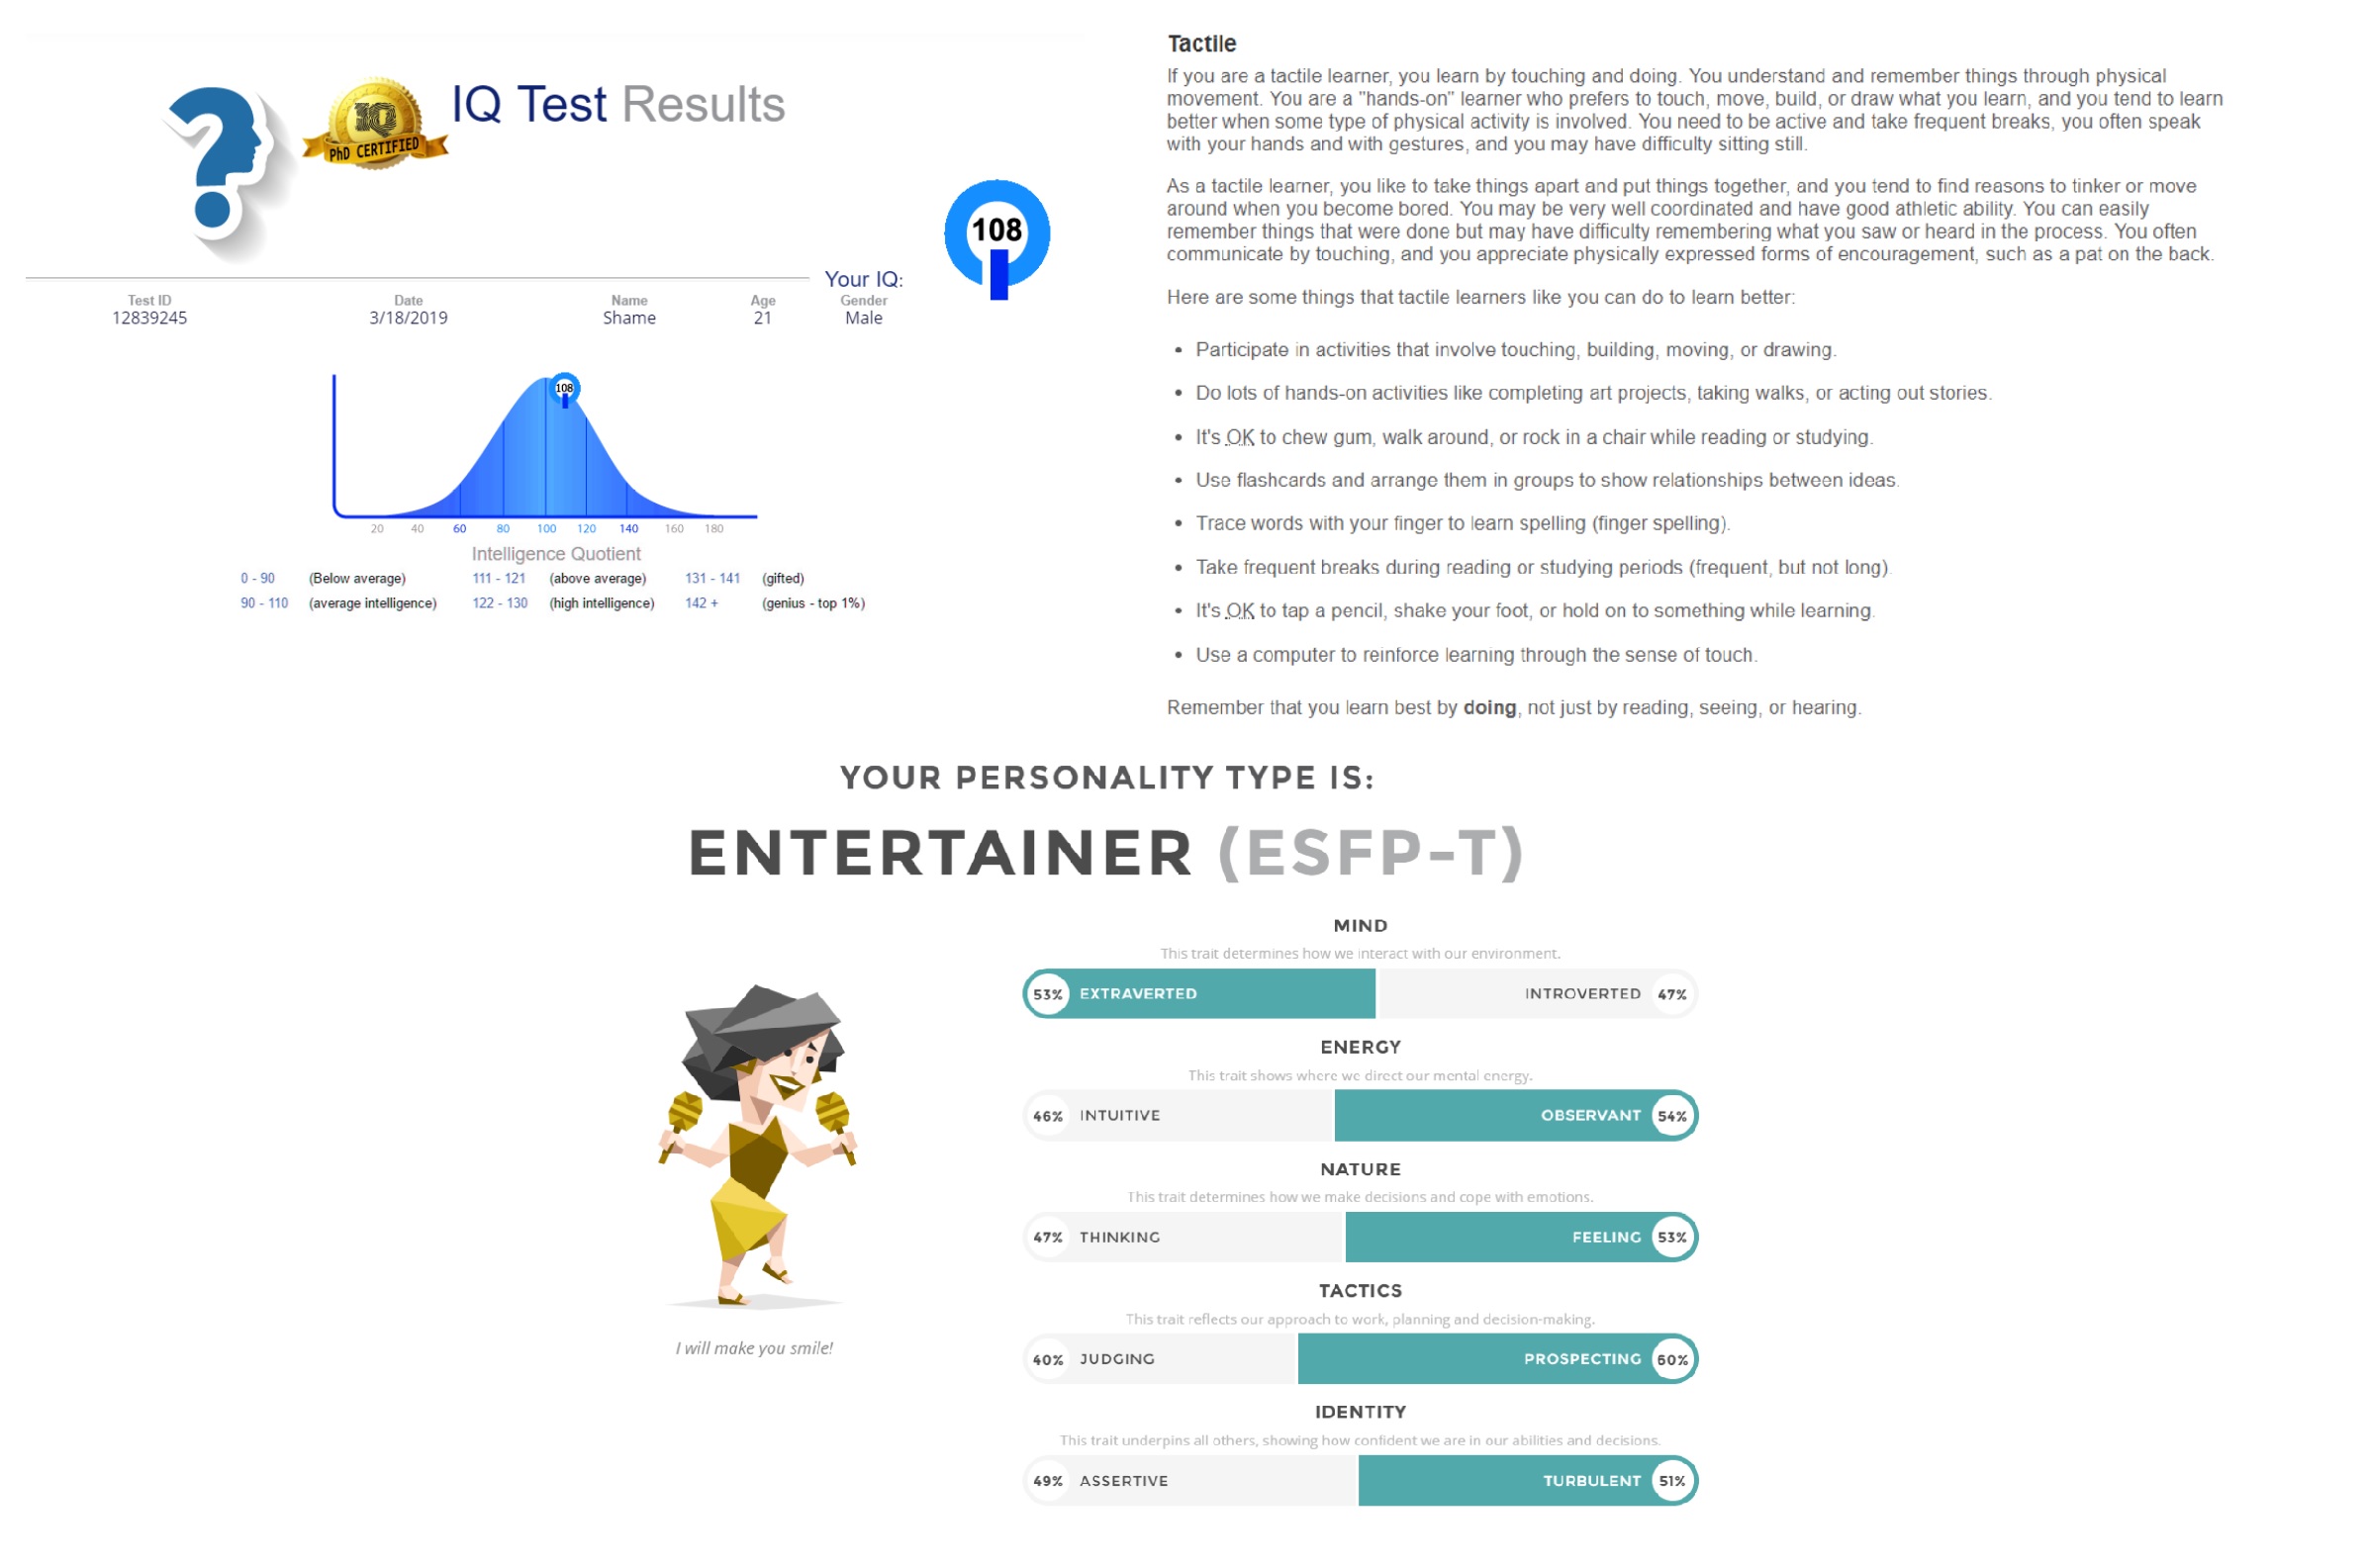 IQ
PhD CERTIFIED
IQ Test Results
108
Your IQ:
Test ID Date Name Age Gender
12839245 3/18/2019 Shame 21 Male
108
20 40 60 80 100 120 140 160 180
Intelligence Quotient
0 - 90 (Below average) 111 - 121 (above average) 131 - 141 (gifted)
90 - 110 (average intelligence) 122 - 130 (high intelligence) 142 + (genius - top 1%)
Tactile
If you are a tactile learner, you learn by touching and doing. You understand and remember things through physical
movement. You are a "hands-on" learner who prefers to touch, move, build, or draw what you learn, and you tend to learn
better when some type of physical activity is involved. You need to be active and take frequent breaks, you often speak
with your hands and with gestures, and you may have difficulty sitting still.
As a tactile learner, you like to take things apart and put things together, and you tend to find reasons to tinker or move
around when you become bored. You may be very well coordinated and have good athletic ability. You can easily
remember things that were done but may have difficulty remembering what you saw or heard in the process. You often
communicate by touching, and you appreciate physically expressed forms of encouragement, such as a pat on the back.
Here are some things that tactile learners like you can do to learn better:
• Participate in activities that involve touching, building, moving, or drawing.
• Do lots of hands-on activities like completing art projects, taking walks, or acting out stories.
• It's OK to chew gum, walk around, or rock in a chair while reading or studying.
• Use flashcards and arrange them in groups to show relationships between ideas.
• Trace words with your finger to learn spelling (finger spelling).
• Take frequent breaks during reading or studying periods (frequent, but not long).
• It's OK to tap a pencil, shake your foot, or hold on to something while learning.
• Use a computer to reinforce learning through the sense of touch.
Remember that you learn best by doing, not just by reading, seeing, or hearing.
YOUR PERSONALITY TYPE IS:
ENTERTAINER (ESFP-T)
I will make you smile!
MIND
This trait determines how we interact with our environment.
53% EXTRAVERTED INTROVERTED 47%
ENERGY
This trait shows where we direct our mental energy.
46% INTUITIVE OBSERVANT 54%
NATURE
This trait determines how we make decisions and cope with emotions.
47% THINKING FEELING 53%
TACTICS
This trait reflects our approach to work, planning and decision-making.
40% JUDGING PROSPECTING 60%
IDENTITY
This trait underpins all others, showing how confident we are in our abilities and decisions.
49% ASSERTIVE TURBULENT 51%